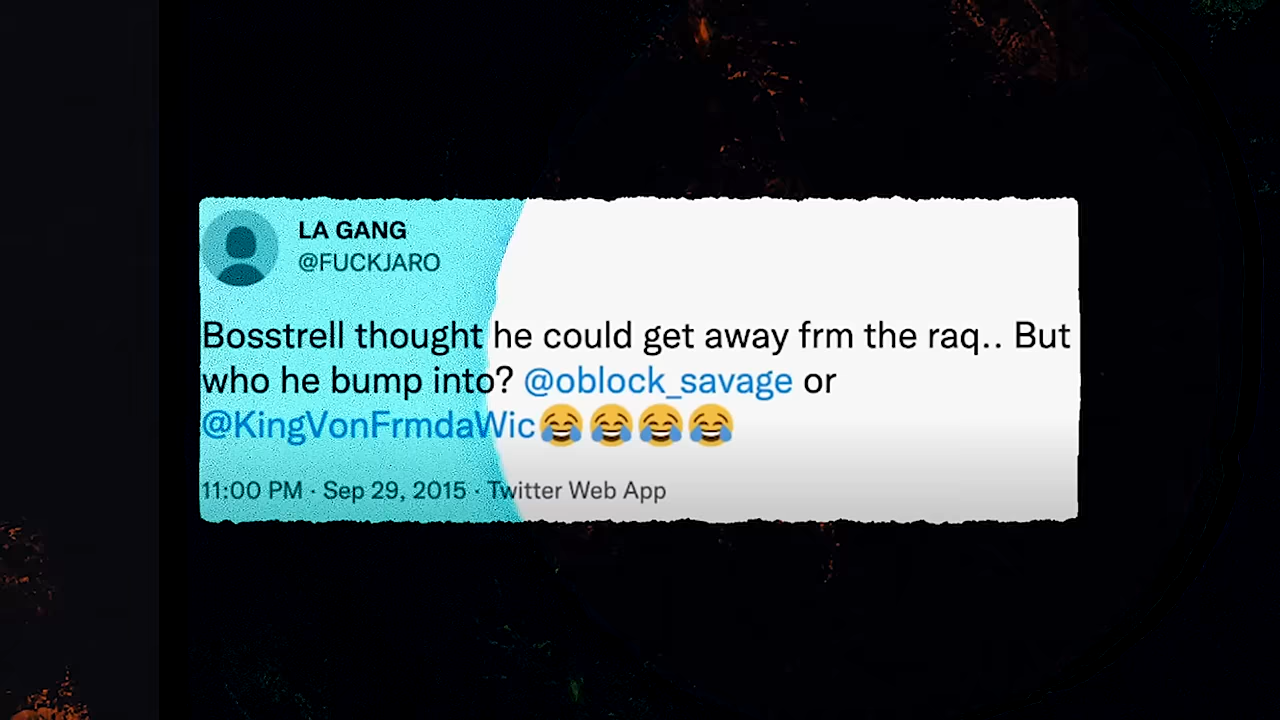 LA GANG
@FUCKJARO
Bosstrell thought he could get away frm the raq.. But
who he bump into? @oblock_savage or
@KingVonFrmdaWic😂😂😂😂
11:00 PM · Sep 29, 2015 · Twitter Web App